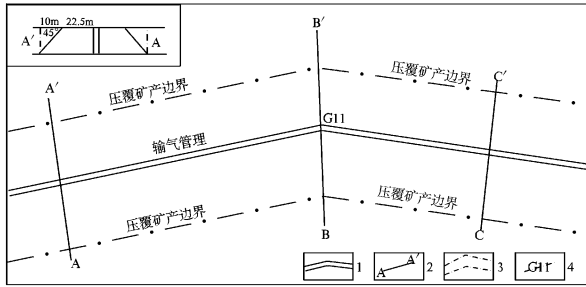 10m 22.5m
A' 45° A
B'
A'
压覆矿产边界
压覆矿产边界
C'
G11
输气管理
压覆矿产边界
压覆矿产边界
A
B
C
1
A A' 2
3
G11 4